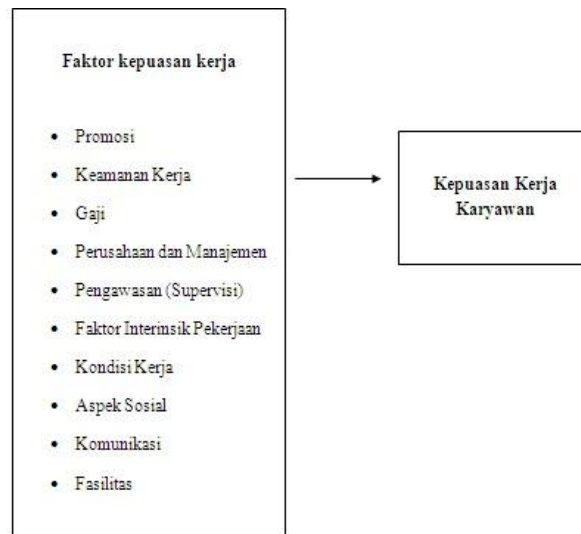 Faktor kepuasan kerja
• Promosi
• Keamanan Kerja
• Gaji
• Perusahaan dan Manajemen
• Pengawasan (Supervisi)
• Faktor Interinsik Pekerjaan
• Kondisi Kerja
• Aspek Sosial
• Komunikasi
• Fasilitas
Kepuasan Kerja
Karyawan